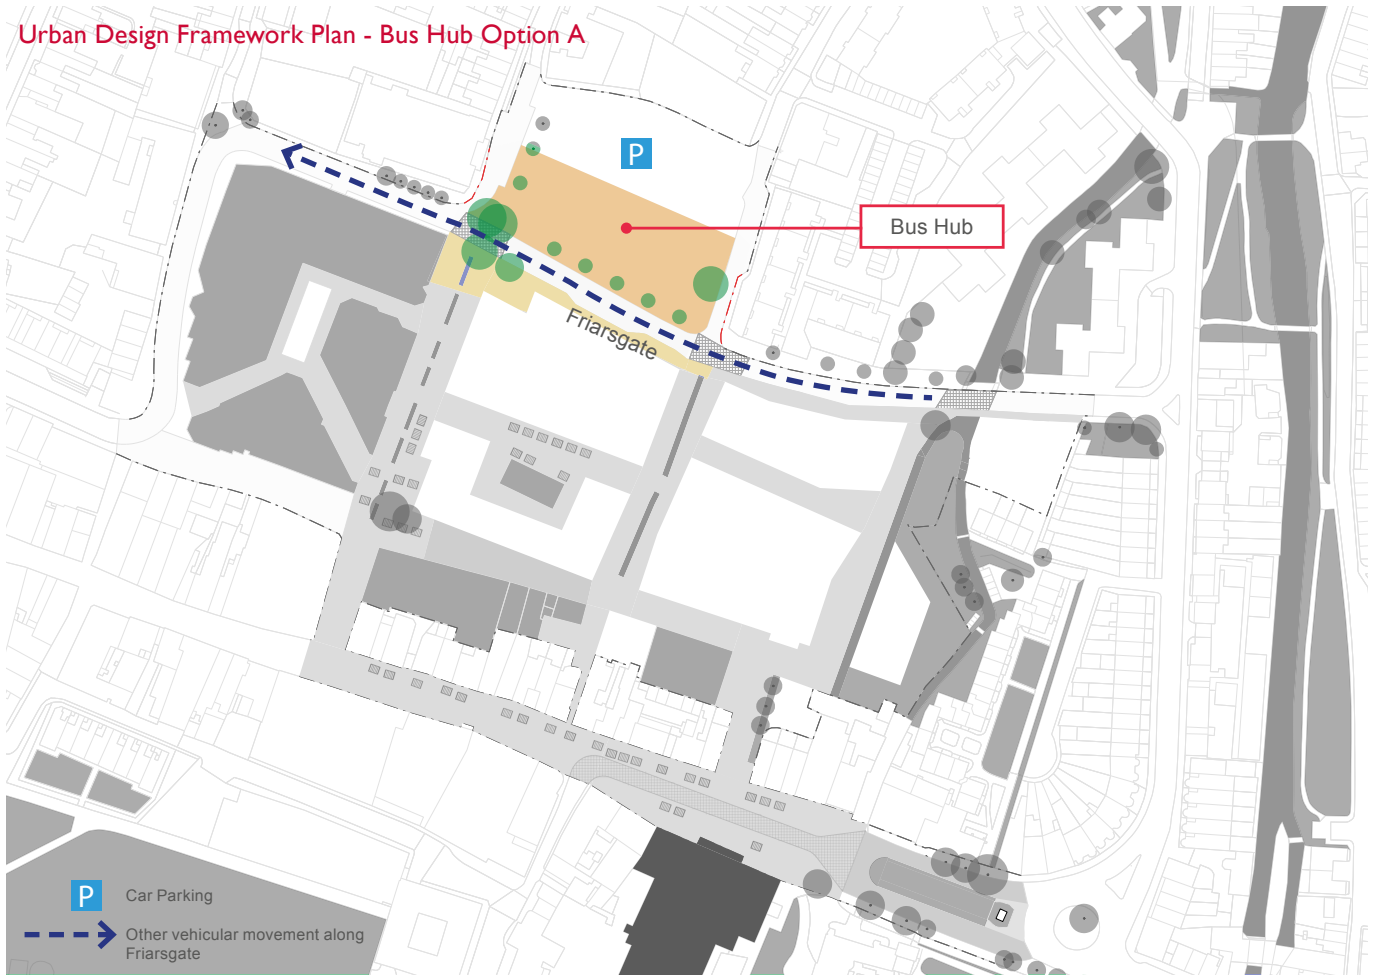 Urban Design Framework Plan - Bus Hub Option A
P
Bus Hub
Friarsgate
P
Car Parking
Other vehicular movement along
Friarsgate